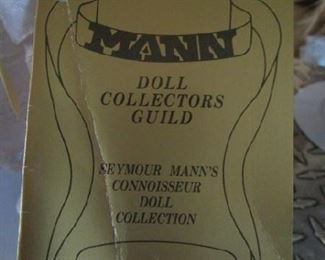 MANN
DOLL
COLLECTORS
GUILD
SEYMOUR MANN'S
CONNOISSEUR
DOLL
COLLECTION